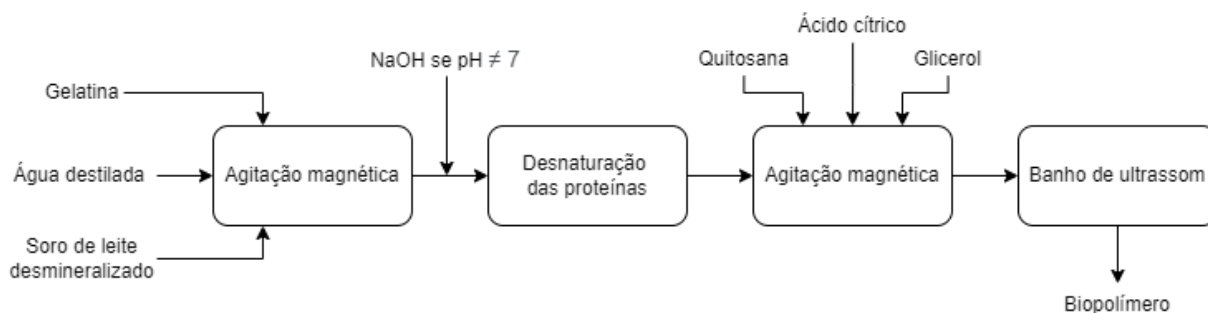 Gelatina
Água destilada
Soro de leite
desmineralizado
Agitação magnética
NaOH se pH ≠ 7
Desnaturação
das proteínas
Quitosana
Ácido cítrico
Glicerol
Agitação magnética
Banho de ultrassom
Biopolímero